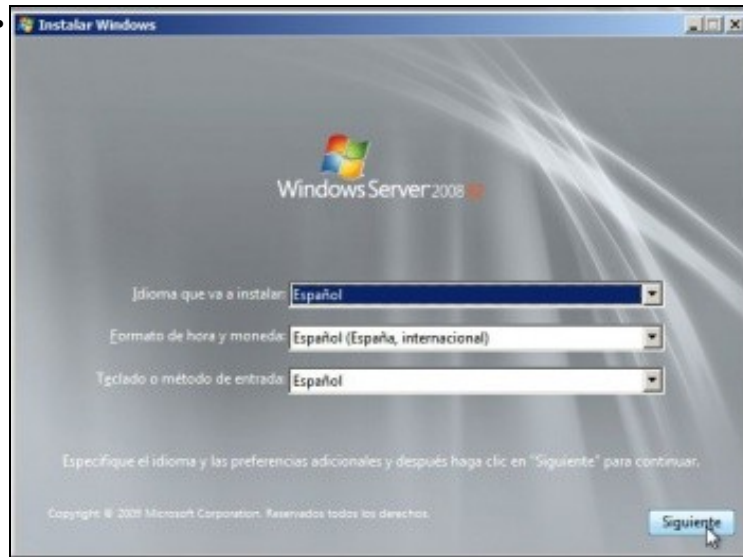 Instalar Windows
Windows Server 2008 R2
Idioma que va a instalar: Español
Formato de hora y moneda: Español (España, internacional)
Teclado o método de entrada: Español
Especifique el idioma y las preferencias adicionales y después haga clic en "Siguiente" para continuar.
Copyright © 2009 Microsoft Corporation. Reservados todos los derechos.
Siguiente